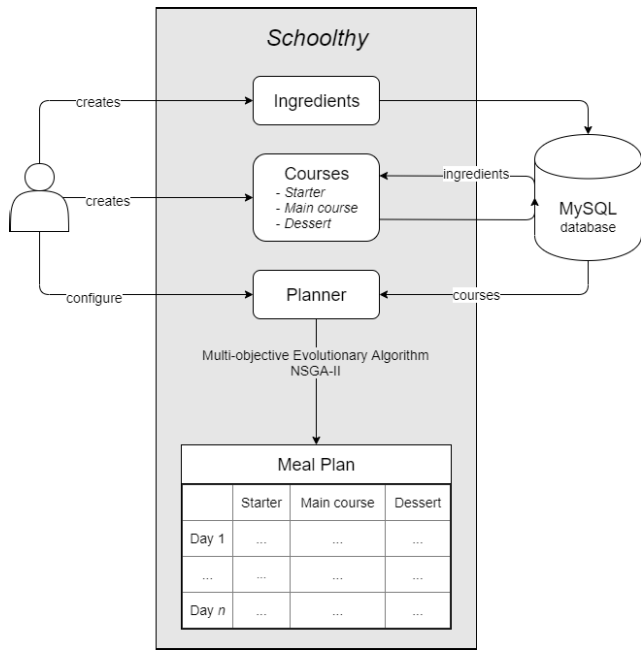 Schoolthy
creates
Ingredients
Courses
- Starter
- Main course
- Dessert
creates
ingredients
MySQL
database
configure
Planner
courses
Multi-objective Evolutionary Algorithm
NSGA-II
Meal Plan
Starter Main course Dessert
Day 1 ... ... ...
... ... ... ...
Day n ... ... ...